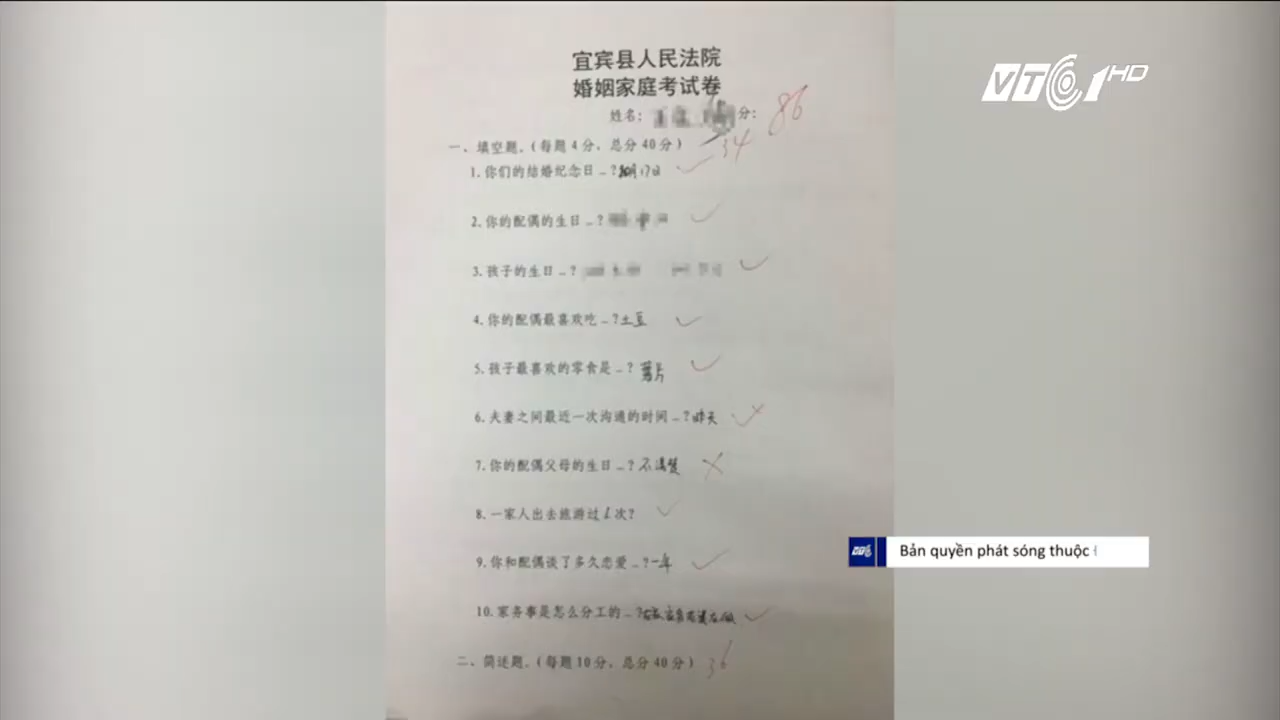 宜宾县人民法院
婚姻家庭考试卷
姓名： 分： 86
一、填空题。（每题4分，总分40分） 34
1.你们的结婚纪念日…? 月17日
2.你的配偶的生日…?
3.孩子的生日…?
4.你的配偶最喜欢吃…?土豆
5.孩子最喜欢的零食是…? 薯片
6.夫妻之间最近一次沟通的时间…?昨天
7.你的配偶父母的生日…?不清楚
8.一家人出去旅游过 次?
9.你和配偶谈了多久恋爱…?一年
10.家务事是怎么分工的…?
二、简述题。（每题10分，总分40分） 36
VTC1 HD
VTC
Bản quyền phát sóng thuộc